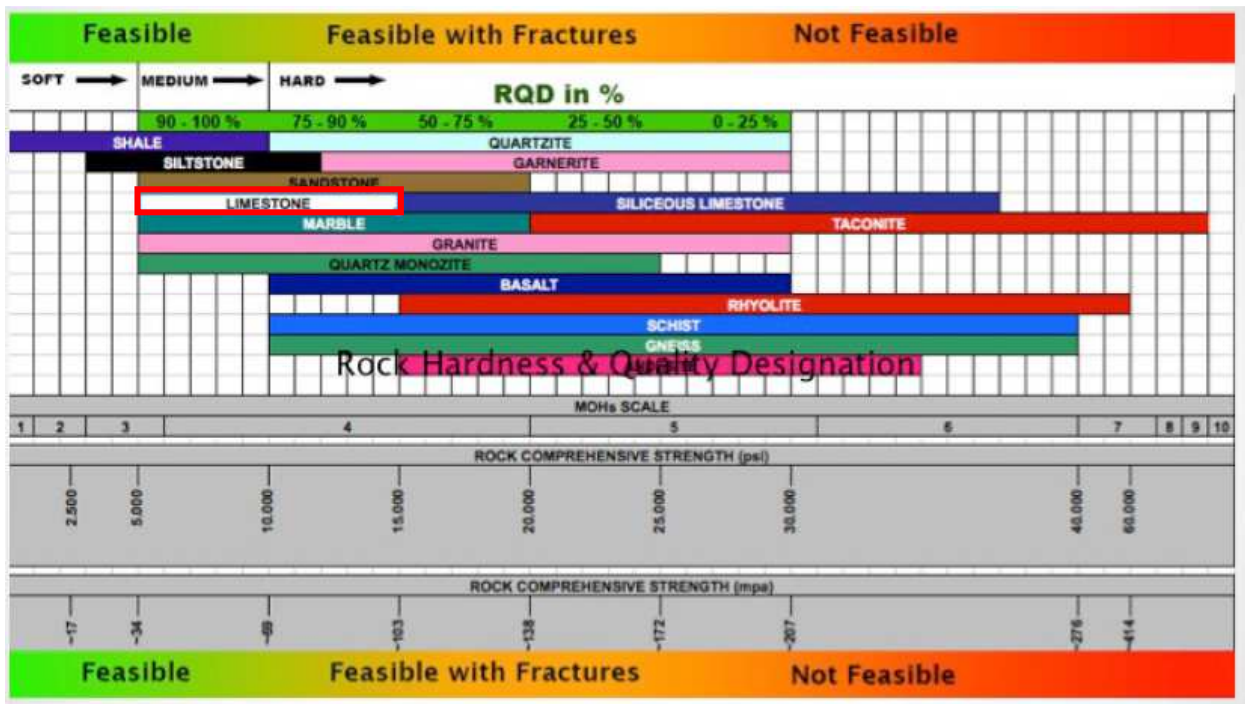 Feasible Feasible with Fractures Not Feasible
SOFT MEDIUM HARD
RQD in %
90 - 100 % 75 - 90 % 50 - 75 % 25 - 50 % 0 - 25 %
SHALE QUARTZITE
SILTSTONE GARNERITE
SANDSTONE
LIMESTONE SILICEOUS LIMESTONE
MARBLE TACONITE
GRANITE
QUARTZ MONOZITE
BASALT
RHYOLITE
SCHIST
GNEISS
Rock Hardness & Quality Designation
MOHs SCALE
1 2 3 4 5 6 7 8 9 10
ROCK COMPREHENSIVE STRENGTH (psi)
2.500 5.000 10.000 15.000 20.000 25.000 30.000 40.000 60.000
ROCK COMPREHENSIVE STRENGTH (mpa)
~17 ~34 ~69 ~103 ~138 ~172 ~207 ~276 ~414
Feasible Feasible with Fractures Not Feasible